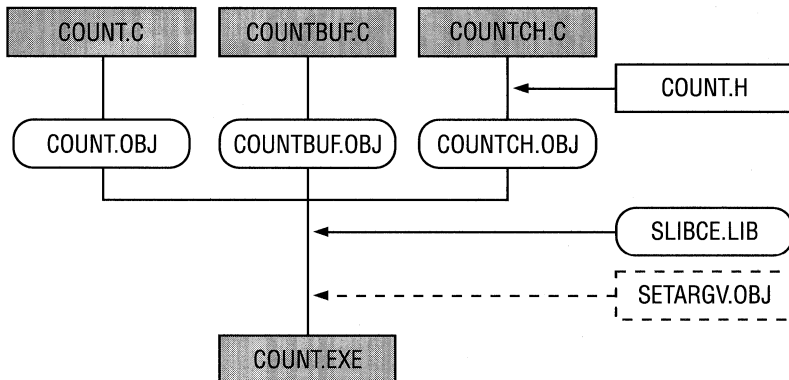 COUNT.C
COUNTBUF.C
COUNTCH.C
COUNT.H
COUNT.OBJ
COUNTBUF.OBJ
COUNTCH.OBJ
SLIBCE.LIB
SETARGV.OBJ
COUNT.EXE